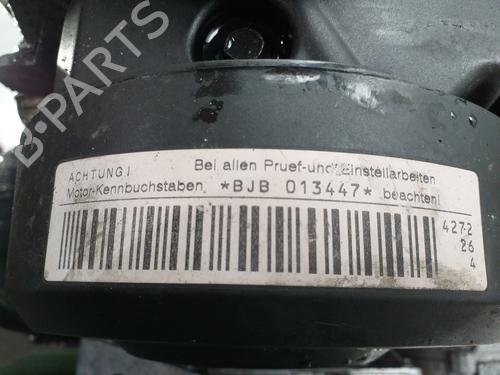 B-PARTS
ACHTUNG! Bei allen Pruef-und Einstellarbeiten
Motor-Kennbuchstaben *BJB 013447* beachten!
427-2
26
4